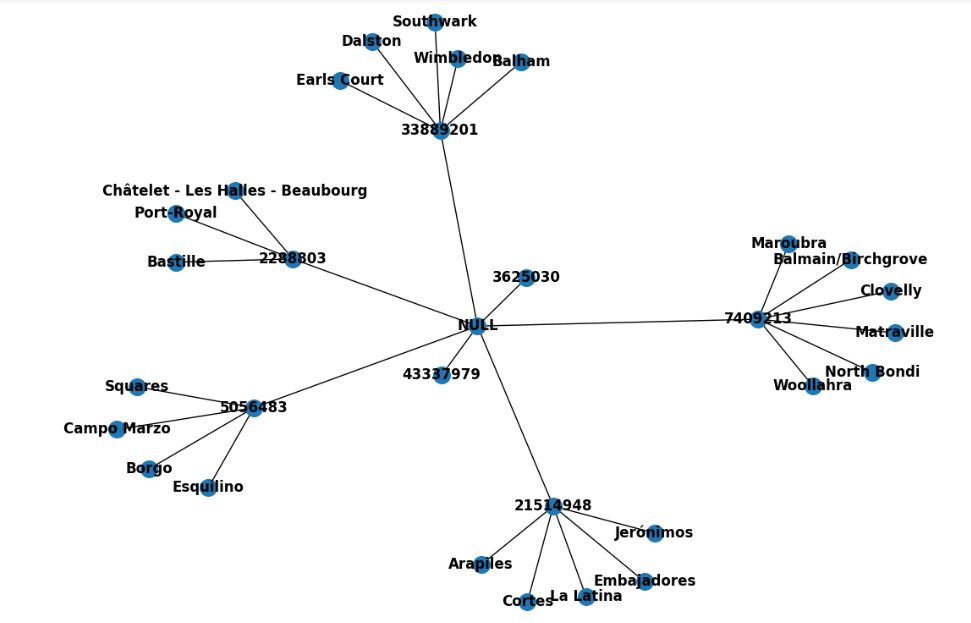 Southwark
Dalston
Wimbledon
Balham
Earls Court
33889201
Châtelet - Les Halles - Beaubourg
Port-Royal
Bastille
2288803
3625030
Maroubra
Balmain/Birchgrove
Clovelly
7409213
Matraville
North Bondi
Woollahra
NULL
43337979
Squares
5056483
Campo Marzo
Borgo
Esquilino
21514948
Jerónimos
Arapiles
Embajadores
La Latina
Cortes